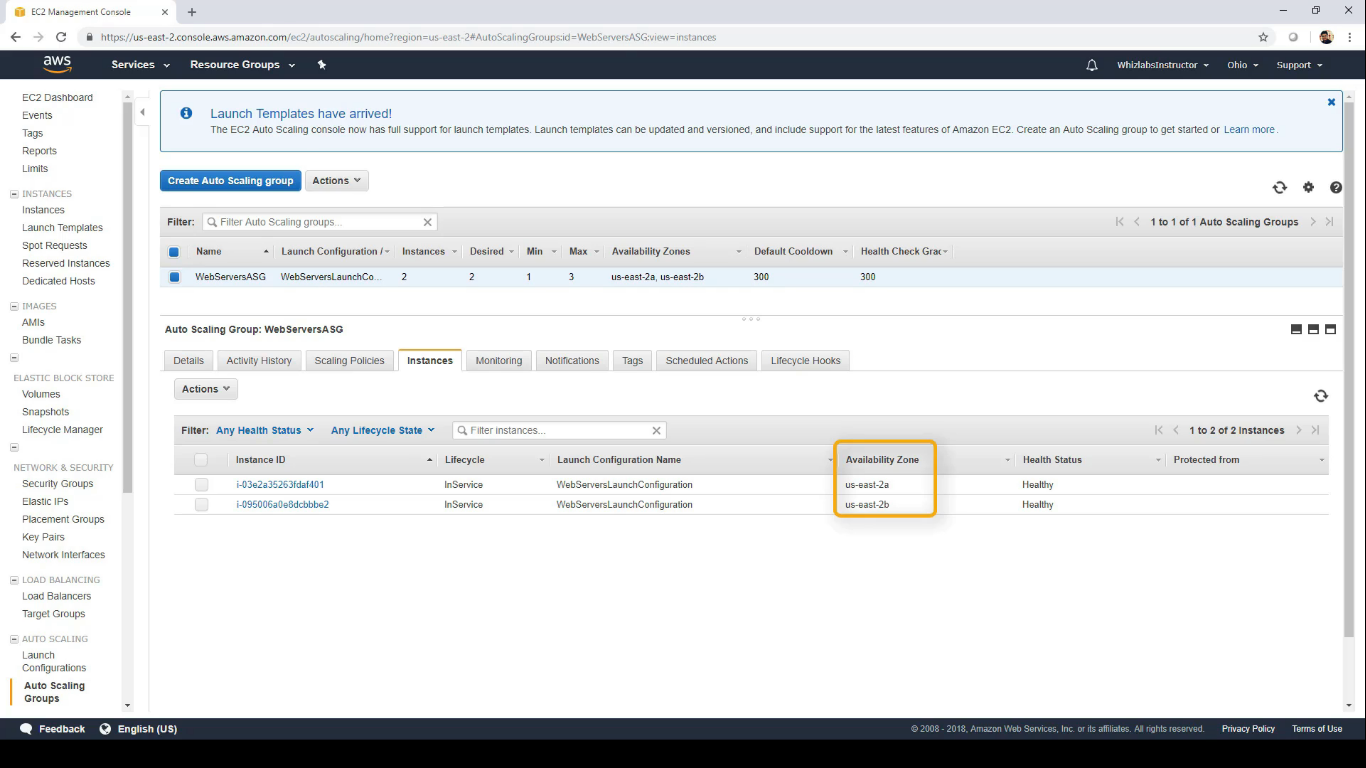 EC2 Management Console
https://us-east-2.console.aws.amazon.com/ec2/autoscaling/home?region=us-east-2#AutoScalingGroups:id=WebServersASG;view=instances
aws Services Resource Groups WhizlabsInstructor Ohio Support
EC2 Dashboard
Events
Tags
Reports
Limits
INSTANCES
Instances
Launch Templates
Spot Requests
Reserved Instances
Dedicated Hosts
IMAGES
AMIs
Bundle Tasks
ELASTIC BLOCK STORE
Volumes
Snapshots
Lifecycle Manager
NETWORK & SECURITY
Security Groups
Elastic IPs
Placement Groups
Key Pairs
Network Interfaces
LOAD BALANCING
Load Balancers
Target Groups
AUTO SCALING
Launch
Configurations
Auto Scaling
Groups
Launch Templates have arrived!
The EC2 Auto Scaling console now has full support for launch templates. Launch templates can be updated and versioned, and include support for the latest features of Amazon EC2. Create an Auto Scaling group to get started or Learn more.
Create Auto Scaling group Actions
Filter: Filter Auto Scaling groups... 1 to 1 of 1 Auto Scaling Groups
Name Launch Configuration / Instances Desired Min Max Availability Zones Default Cooldown Health Check Grac
WebServersASG WebServersLaunchCo... 2 2 1 3 us-east-2a, us-east-2b 300 300
Auto Scaling Group: WebServersASG
Details Activity History Scaling Policies Instances Monitoring Notifications Tags Scheduled Actions Lifecycle Hooks
Actions
Filter: Any Health Status Any Lifecycle State Filter instances... 1 to 2 of 2 Instances
Instance ID Lifecycle Launch Configuration Name Availability Zone Health Status Protected from
i-03e2a35263fdaf401 InService WebServersLaunchConfiguration us-east-2a Healthy
i-095006a0e8dcbbbe2 InService WebServersLaunchConfiguration us-east-2b Healthy
Feedback English (US) © 2008 - 2018, Amazon Web Services, Inc. or its affiliates. All rights reserved. Privacy Policy Terms of Use